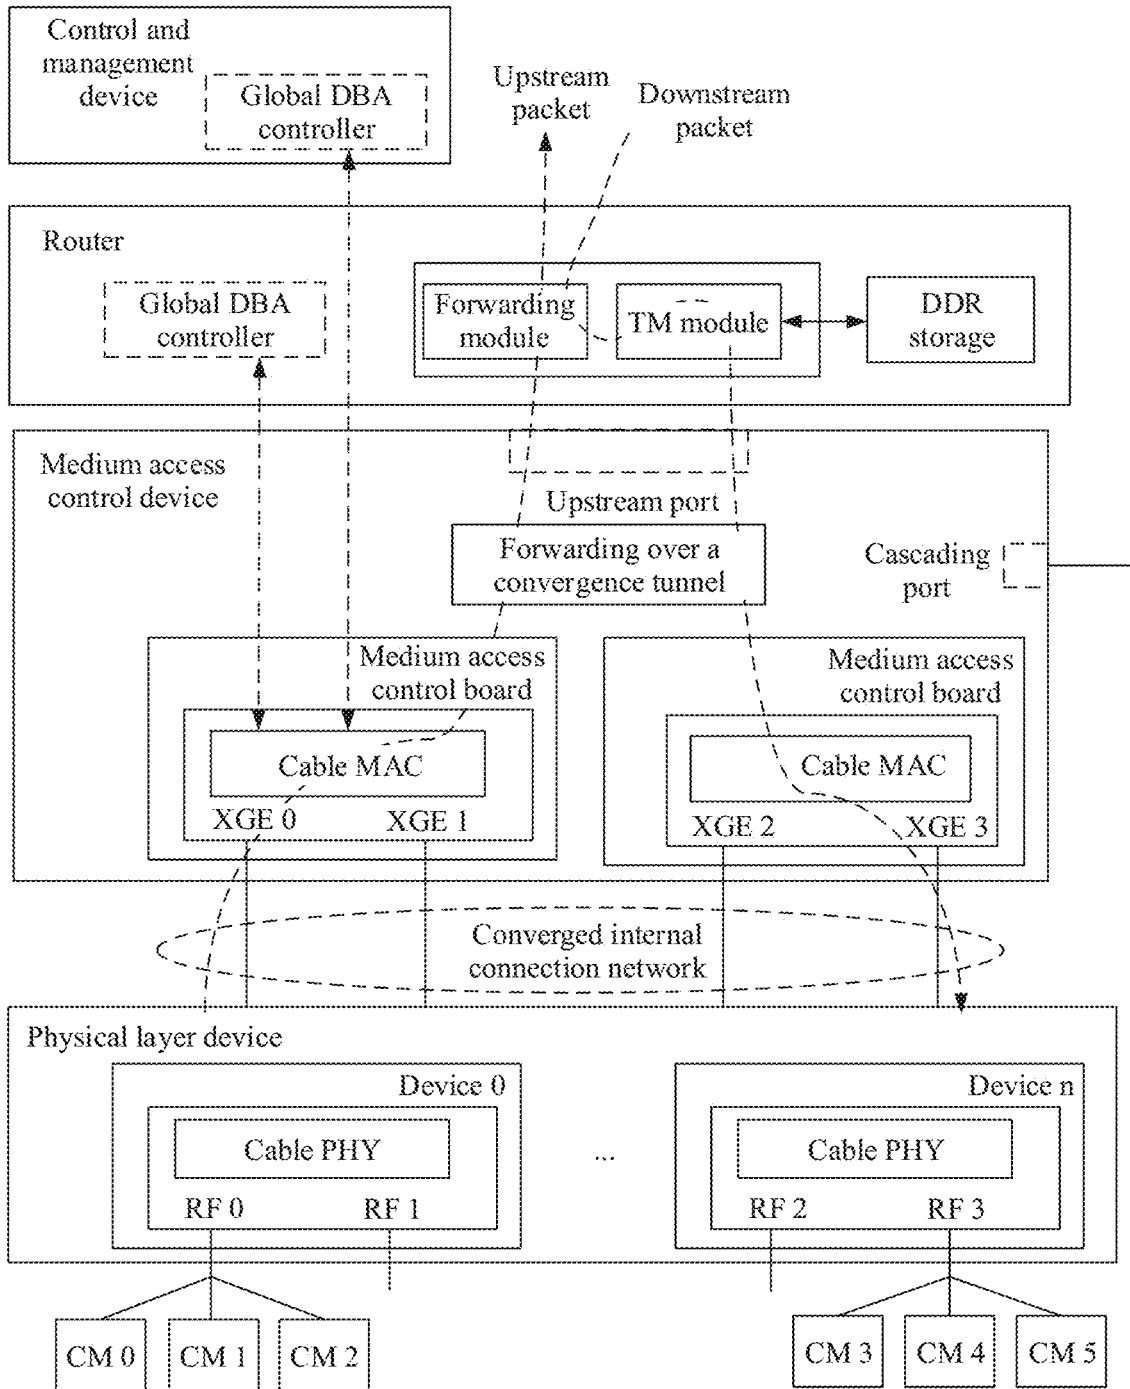 Control and
management
device
Global DBA
controller
Upstream
packet
Downstream
packet
Router
Global DBA
controller
Forwarding
module
TM module
DDR
storage
Medium access
control device
Upstream port
Forwarding over a
convergence tunnel
Cascading
port
Medium access
control board
Cable MAC
XGE 0
XGE 1
Medium access
control board
Cable MAC
XGE 2
XGE 3
Converged internal
connection network
Physical layer device
Device 0
Cable PHY
RF 0
RF 1
...
Device n
Cable PHY
RF 2
RF 3
CM 0
CM 1
CM 2
CM 3
CM 4
CM 5